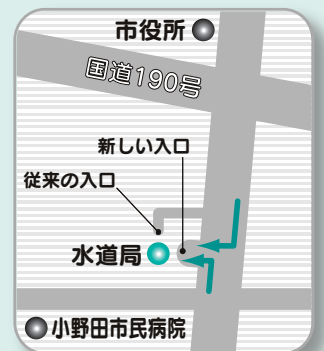 市役所
国道190号
新しい入口
従来の入口
水道局
小野田市民病院